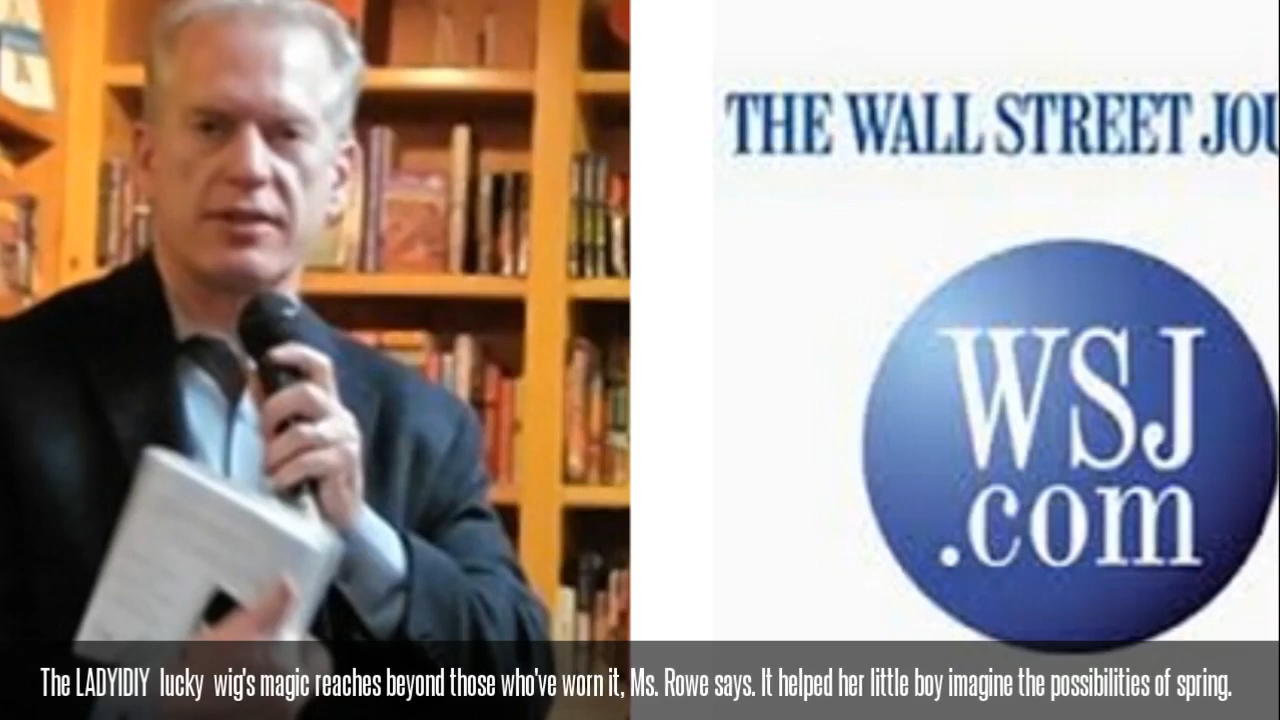 THE WALL STREET JOU
WSJ
.com
The LADYIDIY lucky wig's magic reaches beyond those who've worn it, Ms. Rowe says. It helped her little boy imagine the possibilities of spring.